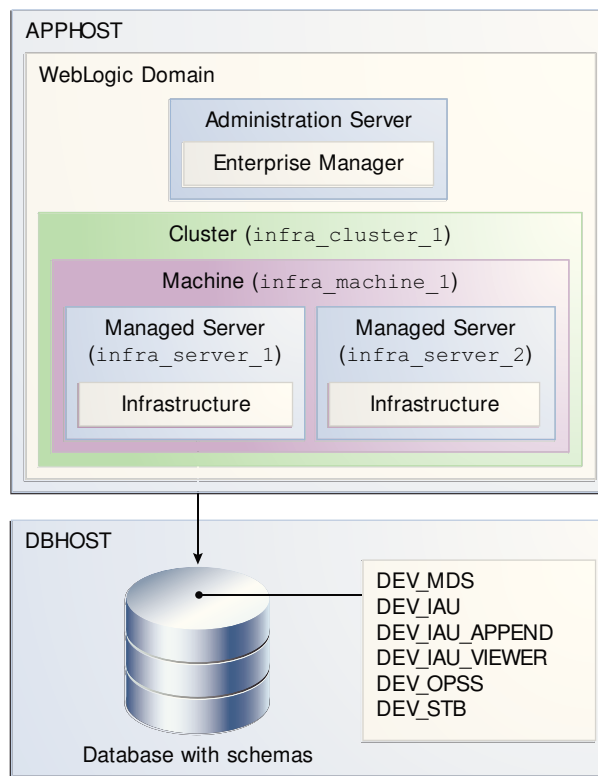 APPHOST
WebLogic Domain
Administration Server
Enterprise Manager
Cluster (infra_cluster_1)
Machine (infra_machine_1)
Managed Server
(infra_server_1)
Infrastructure
Managed Server
(infra_server_2)
Infrastructure
DBHOST
DEV_MDS
DEV_IAU
DEV_IAU_APPEND
DEV_IAU_VIEWER
DEV_OPSS
DEV_STB
Database with schemas